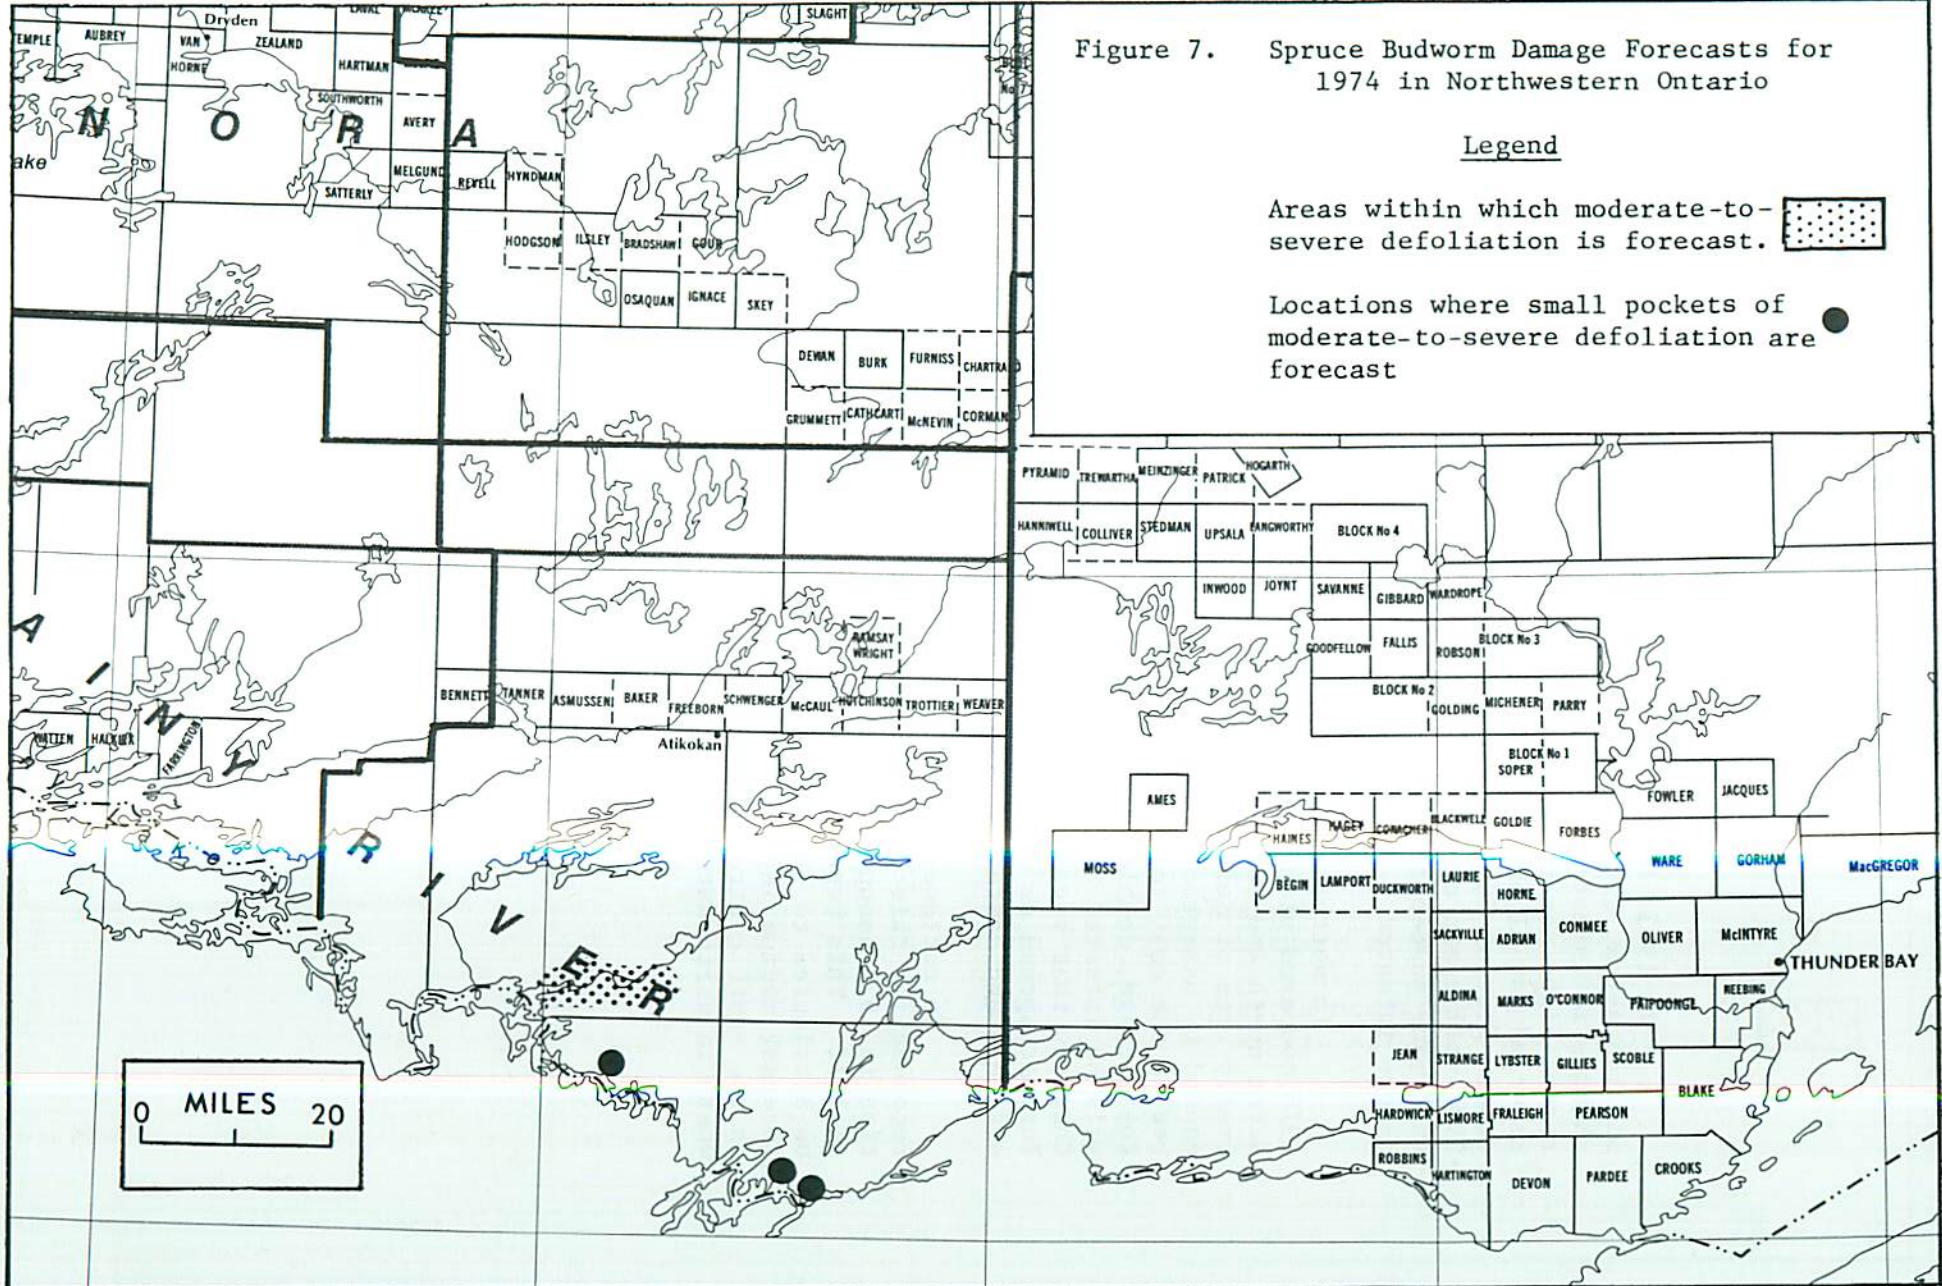 Figure 7. Spruce Budworm Damage Forecasts for
1974 in Northwestern Ontario
Legend
Areas within which moderate-to-
severe defoliation is forecast.
Locations where small pockets of
moderate-to-severe defoliation are
forecast
Dryden
SLAGHT
TEMPLE
AUBREY
VAN
HORNE
ZEALAND
HARTMAN
SOUTHWORTH
AVERY
N O R A
ake
SATTERLY
MELGUND
REVELL
HYNDMAN
HODGSON
ILSLEY
BRADSHAW
GOUR
OSAQUAN
IGNACE
SKEY
DEWAN
BURK
FURNISS
CHARTRAND
GRUMMETT
CATHCART
McNEVIN
CORMAN
PYRAMID
TREWARTHA
MEINZINGER
PATRICK
HOGARTH
HANNIWELL
COLLIVER
STEDMAN
UPSALA
LANGWORTHY
BLOCK No 4
INWOOD
JOYNT
SAVANNE
GIBBARD
WARDROPE
RAMSAY
WRIGHT
GOODFELLOW
FALLIS
ROBSON
BLOCK No 3
BENNETT
TANNER
ASMUSSEN
BAKER
FREEBORN
SCHWENGER
McCAUL
HUTCHINSON
TROTTIER
WEAVER
BLOCK No 2
GOLDING
MICHENER
PARRY
Atikokan
WATTEN
HALKIRK
FARRINGTON
A I N Y
R I V E R
BLOCK No 1
SOPER
FOWLER
JACQUES
AMES
HAINES
HAGEY
CONACHER
BLACKWELL
GOLDIE
FORBES
MOSS
WARE
GORHAM
MacGREGOR
BEGIN
LAMPORT
DUCKWORTH
LAURIE
HORNE
SACKVILLE
ADRIAN
CONMEE
OLIVER
McINTYRE
THUNDER BAY
ALDINA
MARKS
O'CONNOR
PAIPOONGE
NEEBING
JEAN
STRANGE
LYBSTER
GILLIES
SCOBLE
BLAKE
HARDWICK
LISMORE
FRALEIGH
PEARSON
ROBBINS
HARTINGTON
DEVON
PARDEE
CROOKS
MILES
0 20